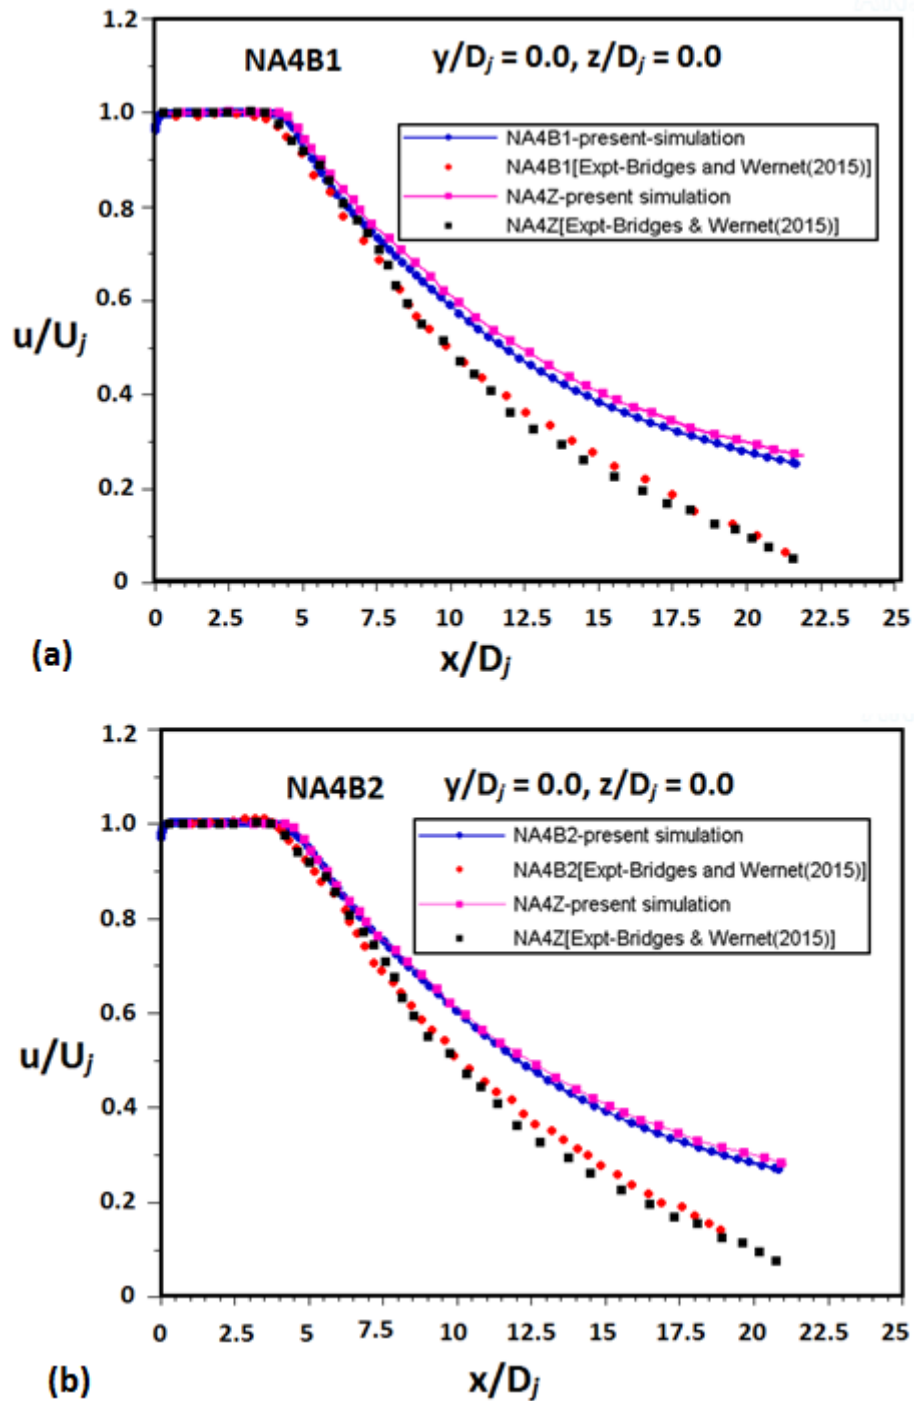 1.2
NA4B1 y/Dj = 0.0, z/Dj = 0.0
1.0
NA4B1-present-simulation
NA4B1[Expt-Bridges and Wernet(2015)]
NA4Z-present simulation
NA4Z[Expt-Bridges & Wernet(2015)]
0.8
0.6
u/Uj
0.4
0.2
0
0 2.5 5.0 7.5 10 12.5 15 17.5 20 22.5 25
(a) x/Dj
1.2
NA4B2 y/Dj = 0.0, z/Dj = 0.0
1.0
NA4B2-present simulation
NA4B2[Expt-Bridges and Wernet(2015)]
NA4Z-present simulation
NA4Z[Expt-Bridges & Wernet(2015)]
0.8
0.6
u/Uj
0.4
0.2
0
0 2.5 5.0 7.5 10 12.5 15 17.5 20 22.5 25
(b) x/Dj